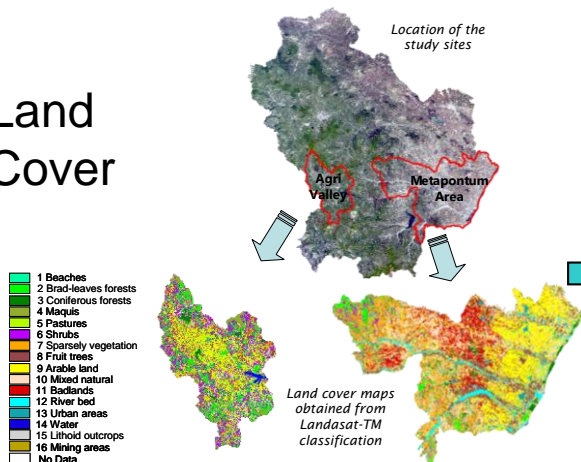 Location of the
study sites
Land
Cover
Agri
Valley
Metapontum
Area
1 Beaches
2 Brad-leaves forests
3 Coniferous forests
4 Maquis
5 Pastures
6 Shrubs
7 Sparsely vegetation
8 Fruit trees
9 Arable land
10 Mixed natural
11 Badlands
12 River bed
13 Urban areas
14 Water
15 Lithoid outcrops
16 Mining areas
No Data
Land cover maps
obtained from
Landasat-TM
classification